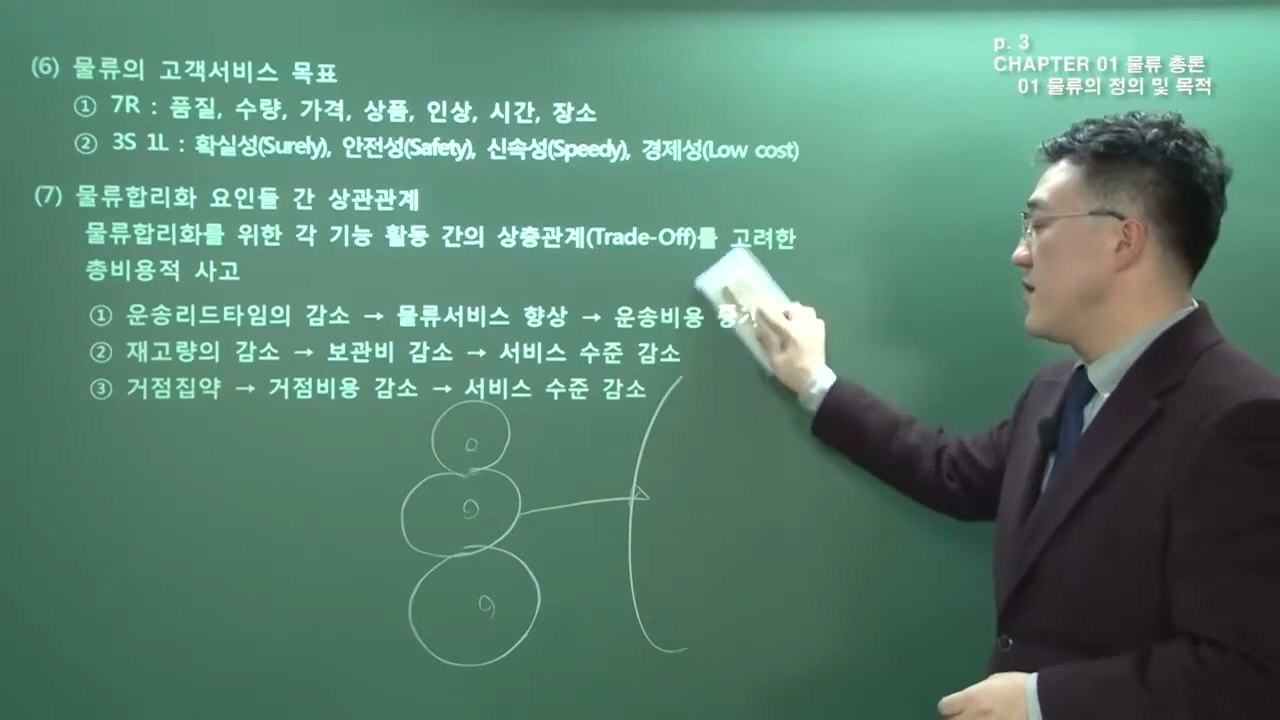 p. 3
CHAPTER 01 물류 총론
01 물류의 정의 및 목적
(6) 물류의 고객서비스 목표
① 7R : 품질, 수량, 가격, 상품, 인상, 시간, 장소
② 3S 1L : 확실성(Surely), 안전성(Safety), 신속성(Speedy), 경제성(Low cost)
(7) 물류합리화 요인들 간 상관관계
물류합리화를 위한 각 기능 활동 간의 상충관계(Trade-Off)를 고려한
총비용적 사고
① 운송리드타임의 감소 → 물류서비스 향상 → 운송비용
② 재고량의 감소 → 보관비 감소 → 서비스 수준 감소
③ 거점집약 → 거점비용 감소 → 서비스 수준 감소